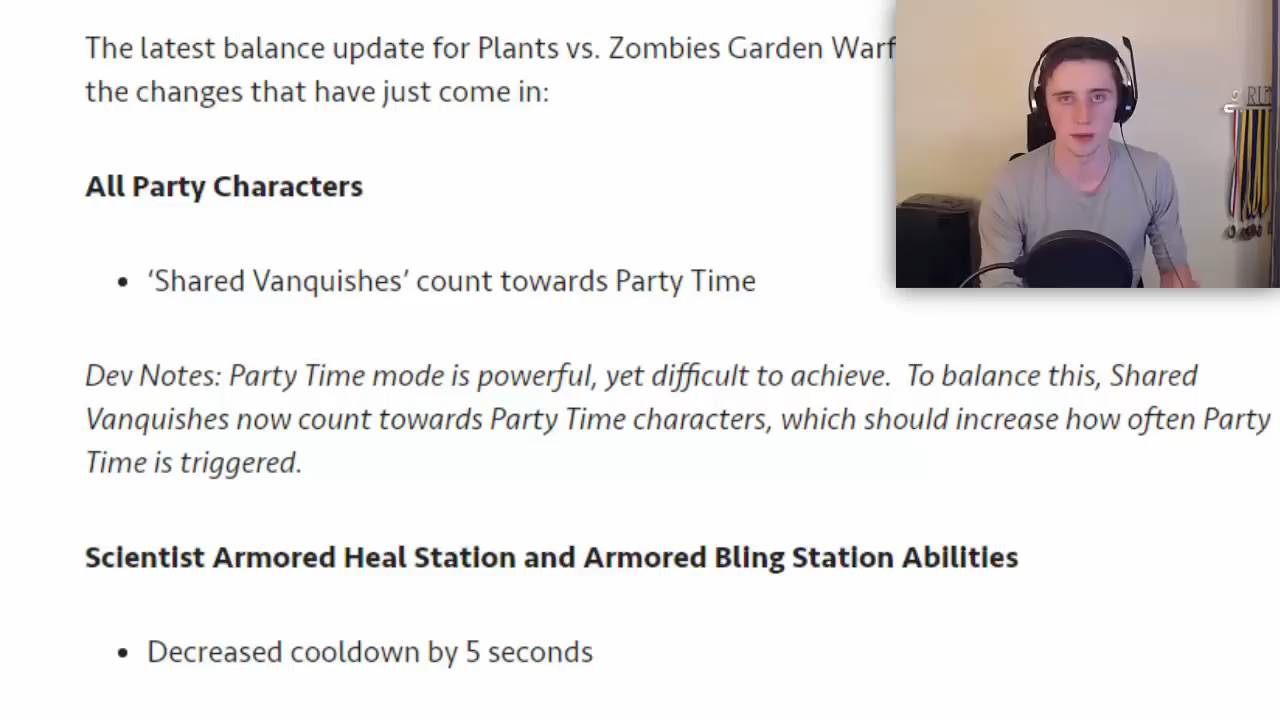 The latest balance update for Plants vs. Zombies Garden
the changes that have just come in:
All Party Characters
• ‘Shared Vanquishes’ count towards Party Time
Dev Notes: Party Time mode is powerful, yet difficult to achieve. To balance this, Shared
Vanquishes now count towards Party Time characters, which should increase how often Party
Time is triggered.
Scientist Armored Heal Station and Armored Bling Station Abilities
• Decreased cooldown by 5 seconds